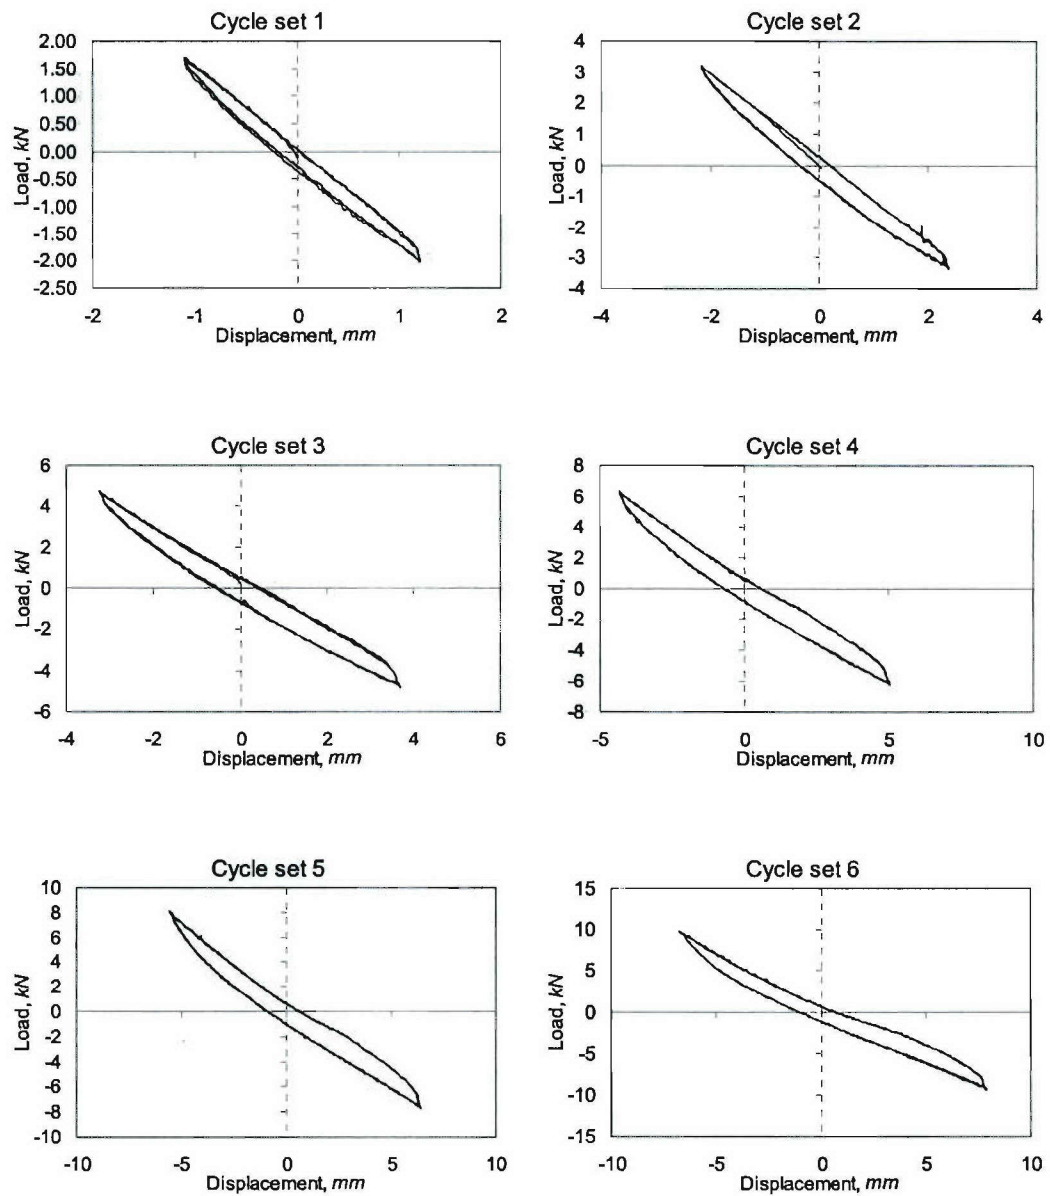 Cycle set 1
2.00
1.50
1.00
0.50
0.00
-0.50
-1.00
-1.50
-2.00
-2.50
Load, kN
-2 -1 0 1 2
Displacement, mm
Cycle set 2
4
3
2
1
0
-1
-2
-3
-4
Load, kN
-4 -2 0 2 4
Displacement, mm
Cycle set 3
6
4
2
0
-2
-4
-6
Load, kN
-4 -2 0 2 4 6
Displacement, mm
Cycle set 4
8
6
4
2
0
-2
-4
-6
-8
Load, kN
-5 0 5 10
Displacement, mm
Cycle set 5
10
8
6
4
2
0
-2
-4
-6
-8
-10
Load, kN
-10 -5 0 5 10
Displacement, mm
Cycle set 6
15
10
5
0
-5
-10
-15
Load, kN
-10 -5 0 5 10
Displacement, mm